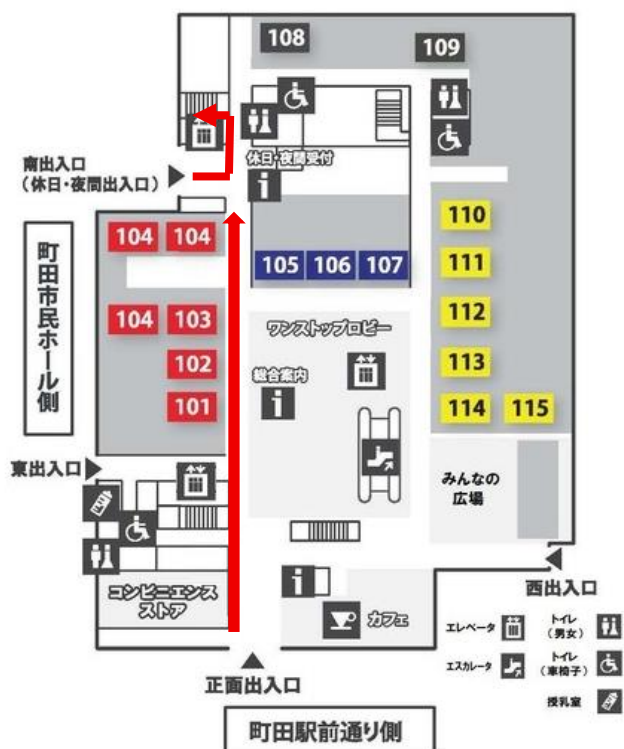 108
109
休日・夜間受付
南出入口
(休日・夜間出入口)
町田市民ホール側
104
104
105
106
107
110
111
104
103
ワンストップロビー
112
102
総合案内
113
101
114
115
東出入口
みんなの
広場
コンビニエンス
ストア
カフェ
西出入口
正面出入口
エレベータ
トイレ
(男女)
エスカレータ
トイレ
(車椅子)
授乳室
町田駅前通り側